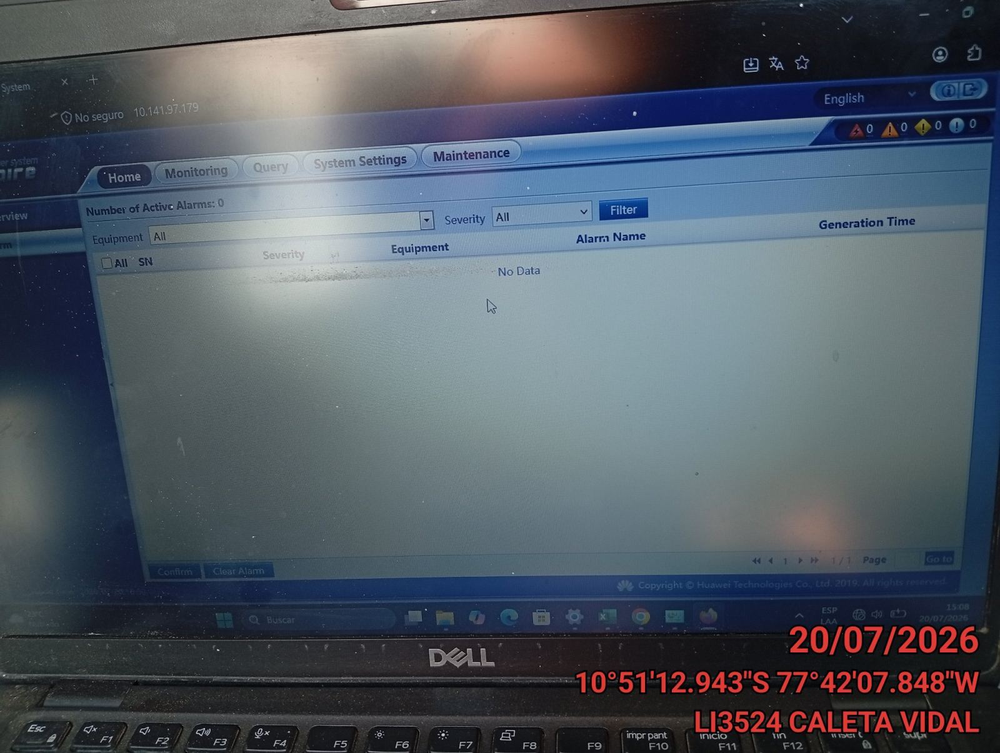 System
No seguro 10.141.97.179
English
0 0 0 0
Home Monitoring Query System Settings Maintenance
Number of Active Alarms: 0
Equipment All Severity All Filter
All SN Severity Equipment Alarm Name Generation Time
No Data
Confirm Clear Alarm
1 1 / 1 Page Go to
Copyright © Huawei Technologies Co., Ltd. 2019. All rights reserved.
23°C
Buscar
ESP
LAA
15:08
20/07/2026
DELL
20/07/2026
10°51'12.943"S 77°42'07.848"W
LI3524 CALETA VIDAL
Esc F1 F2 F3 F4 F5 F6 F7 F8 F9 impr pant F10 inicio F11 F12